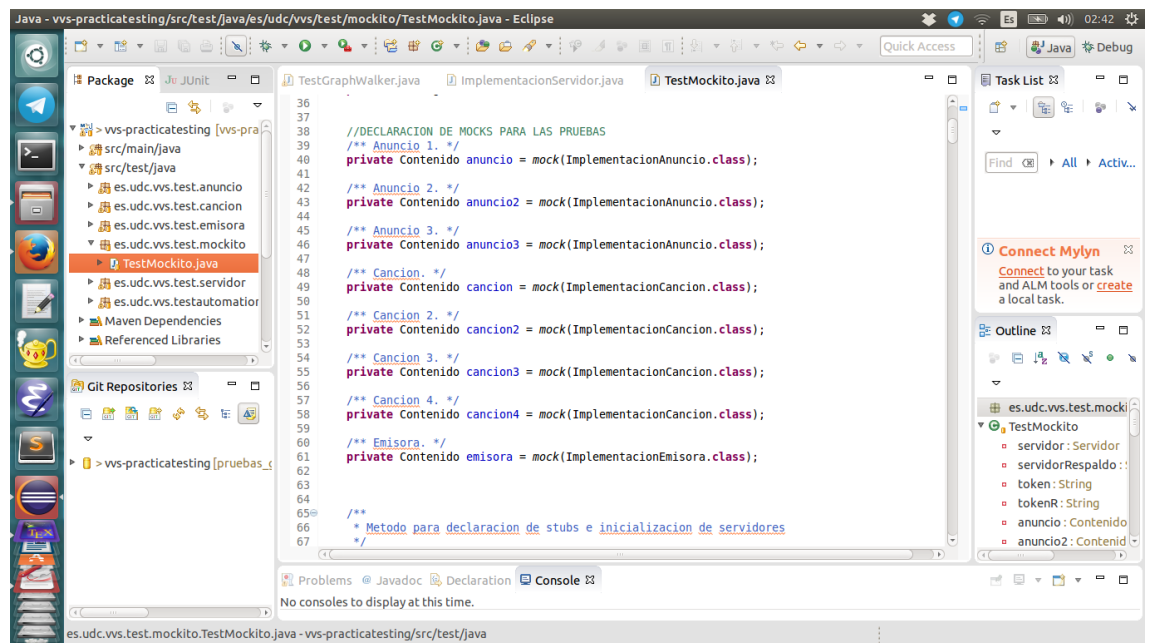 Java - vvs-practicatesting/src/test/java/es/udc/vvs/test/mockito/TestMockito.java - Eclipse
Es
02:42
Quick Access
Java
Debug
Package
JUnit
> vvs-practicatesting [vvs-pra
src/main/java
src/test/java
es.udc.vvs.test.anuncio
es.udc.vvs.test.cancion
es.udc.vvs.test.emisora
es.udc.vvs.test.mockito
TestMockito.java
es.udc.vvs.test.servidor
es.udc.vvs.testautomation
Maven Dependencies
Referenced Libraries
Git Repositories
> vvs-practicatesting [pruebas_c
TestGraphWalker.java
ImplementacionServidor.java
TestMockito.java
36
37
38 //DECLARACION DE MOCKS PARA LAS PRUEBAS
39 /** Anuncio 1. */
40 private Contenido anuncio = mock(ImplementacionAnuncio.class);
41
42 /** Anuncio 2. */
43 private Contenido anuncio2 = mock(ImplementacionAnuncio.class);
44
45 /** Anuncio 3. */
46 private Contenido anuncio3 = mock(ImplementacionAnuncio.class);
47
48 /** Cancion. */
49 private Contenido cancion = mock(ImplementacionCancion.class);
50
51 /** Cancion 2. */
52 private Contenido cancion2 = mock(ImplementacionCancion.class);
53
54 /** Cancion 3. */
55 private Contenido cancion3 = mock(ImplementacionCancion.class);
56
57 /** Cancion 4. */
58 private Contenido cancion4 = mock(ImplementacionCancion.class);
59
60 /** Emisora. */
61 private Contenido emisora = mock(ImplementacionEmisora.class);
62
63
64
65 /**
66 * Metodo para declaracion de stubs e inicializacion de servidores
67 */
Problems
@ Javadoc
Declaration
Console
No consoles to display at this time.
Task List
Find
All
Activ...
Connect Mylyn
Connect to your task
and ALM tools or create
a local task.
Outline
es.udc.vvs.test.mocki
TestMockito
servidor : Servidor
servidorRespaldo : S
token : String
tokenR : String
anuncio : Contenido
anuncio2 : Contenid
es.udc.vvs.test.mockito.TestMockito.java - vvs-practicatesting/src/test/java